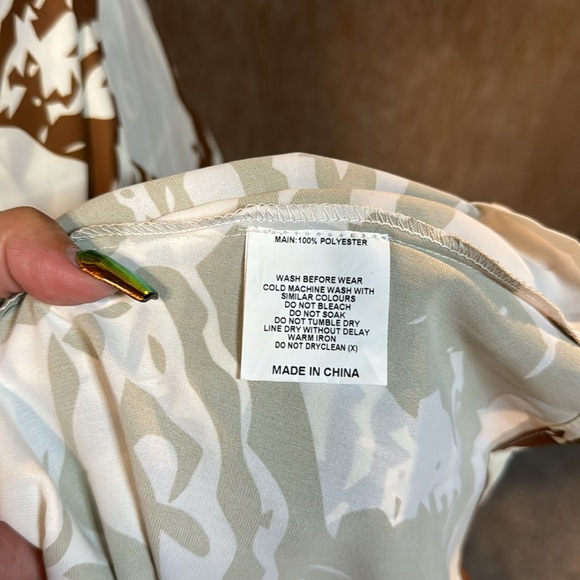 MAIN:100% POLYESTER
WASH BEFORE WEAR
COLD MACHINE WASH WITH
SIMILAR COLOURS
DO NOT BLEACH
DO NOT SOAK
DO NOT TUMBLE DRY
LINE DRY WITHOUT DELAY
WARM IRON
DO NOT DRYCLEAN (X)
MADE IN CHINA